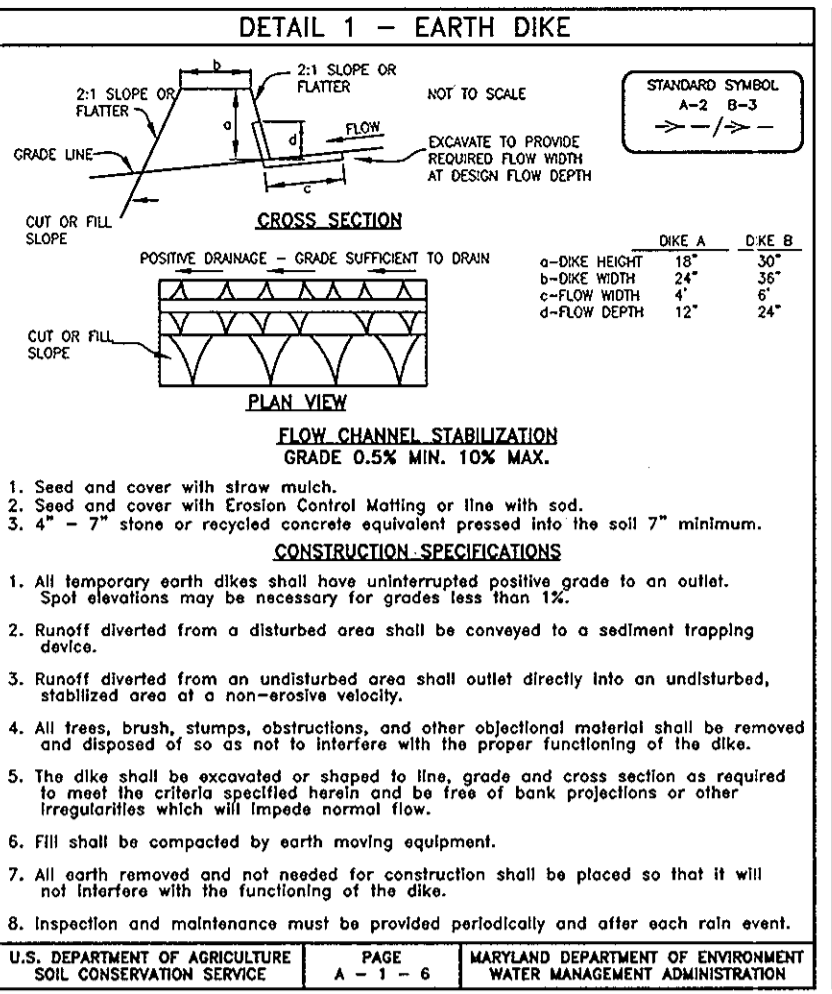 DETAIL 1 – EARTH DIKE
b
2:1 SLOPE OR
FLATTER
2:1 SLOPE OR
FLATTER
a
d
c
FLOW
GRADE LINE
CUT OR FILL
SLOPE
NOT TO SCALE
EXCAVATE TO PROVIDE
REQUIRED FLOW WIDTH
AT DESIGN FLOW DEPTH
STANDARD SYMBOL
A-2 B-3
CROSS SECTION
DIKE A DIKE B
a-DIKE HEIGHT 18" 30"
b-DIKE WIDTH 24" 36"
c-FLOW WIDTH 4' 6'
d-FLOW DEPTH 12" 24"
POSITIVE DRAINAGE – GRADE SUFFICIENT TO DRAIN
CUT OR FILL
SLOPE
PLAN VIEW
FLOW CHANNEL STABILIZATION
GRADE 0.5% MIN. 10% MAX.
1. Seed and cover with straw mulch.
2. Seed and cover with Erosion Control Matting or line with sod.
3. 4" – 7" stone or recycled concrete equivalent pressed into the soil 7" minimum.
CONSTRUCTION SPECIFICATIONS
1. All temporary earth dikes shall have uninterrupted positive grade to an outlet.
Spot elevations may be necessary for grades less than 1%.
2. Runoff diverted from a disturbed area shall be conveyed to a sediment trapping
device.
3. Runoff diverted from an undisturbed area shall outlet directly into an undisturbed,
stabilized area at a non-erosive velocity.
4. All trees, brush, stumps, obstructions, and other objectional material shall be removed
and disposed of so as not to interfere with the proper functioning of the dike.
5. The dike shall be excavated or shaped to line, grade and cross section as required
to meet the criteria specified herein and be free of bank projections or other
irregularities which will impede normal flow.
6. Fill shall be compacted by earth moving equipment.
7. All earth removed and not needed for construction shall be placed so that it will
not interfere with the functioning of the dike.
8. Inspection and maintenance must be provided periodically and after each rain event.
U.S. DEPARTMENT OF AGRICULTURE
SOIL CONSERVATION SERVICE
PAGE
A – 1 – 6
MARYLAND DEPARTMENT OF ENVIRONMENT
WATER MANAGEMENT ADMINISTRATION